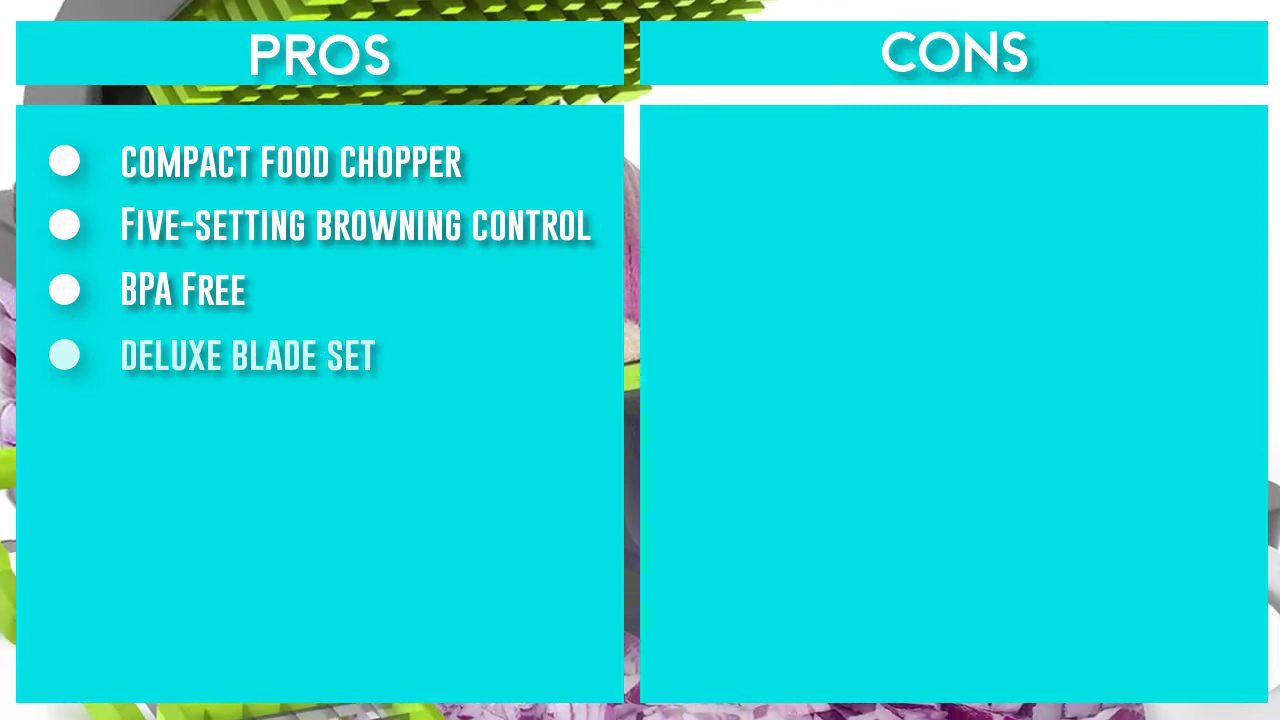 PROS
CONS
COMPACT FOOD CHOPPER
FIVE-SETTING BROWNING CONTROL
BPA FREE
DELUXE BLADE SET